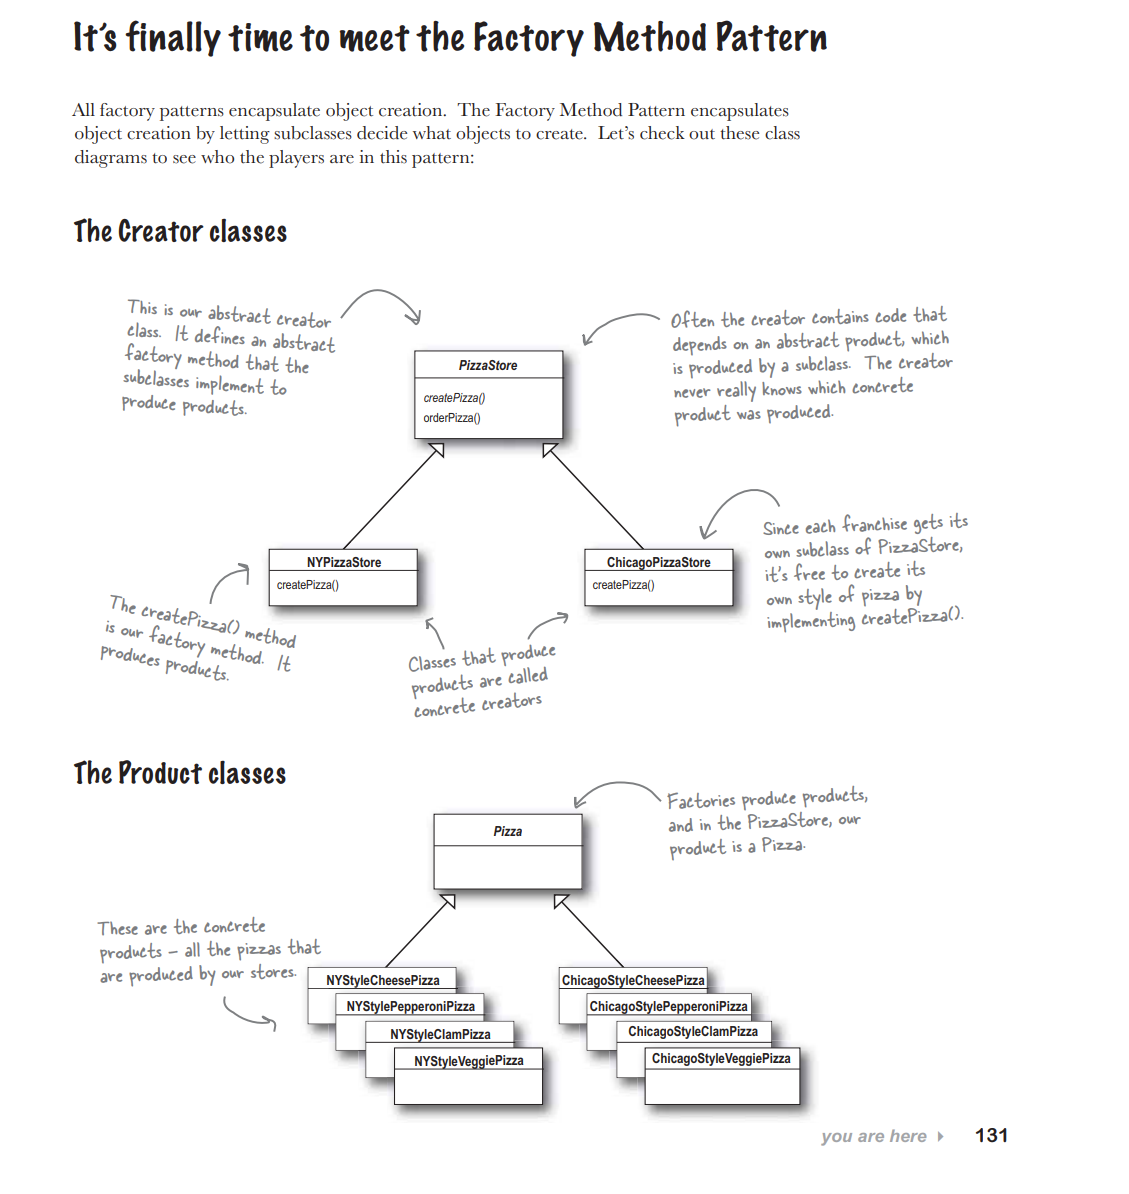 It's finally time to meet the Factory Method Pattern
All factory patterns encapsulate object creation. The Factory Method Pattern encapsulates
object creation by letting subclasses decide what objects to create. Let's check out these class
diagrams to see who the players are in this pattern:
The Creator classes
This is our abstract creator
class. It defines an abstract
factory method that the
subclasses implement to
produce products.
Often the creator contains code that
depends on an abstract product, which
is produced by a subclass. The creator
never really knows which concrete
product was produced.
PizzaStore
createPizza()
orderPizza()
NYPizzaStore
createPizza()
ChicagoPizzaStore
createPizza()
Since each franchise gets its
own subclass of PizzaStore,
it's free to create its
own style of pizza by
implementing createPizza().
The createPizza() method
is our factory method. It
produces products.
Classes that produce
products are called
concrete creators
The Product classes
Pizza
Factories produce products,
and in the PizzaStore, our
product is a Pizza.
These are the concrete
products – all the pizzas that
are produced by our stores.
NYStyleCheesePizza
NYStylePepperoniPizza
NYStyleClamPizza
NYStyleVeggiePizza
ChicagoStyleCheesePizza
ChicagoStylePepperoniPizza
ChicagoStyleClamPizza
ChicagoStyleVeggiePizza
you are here 131